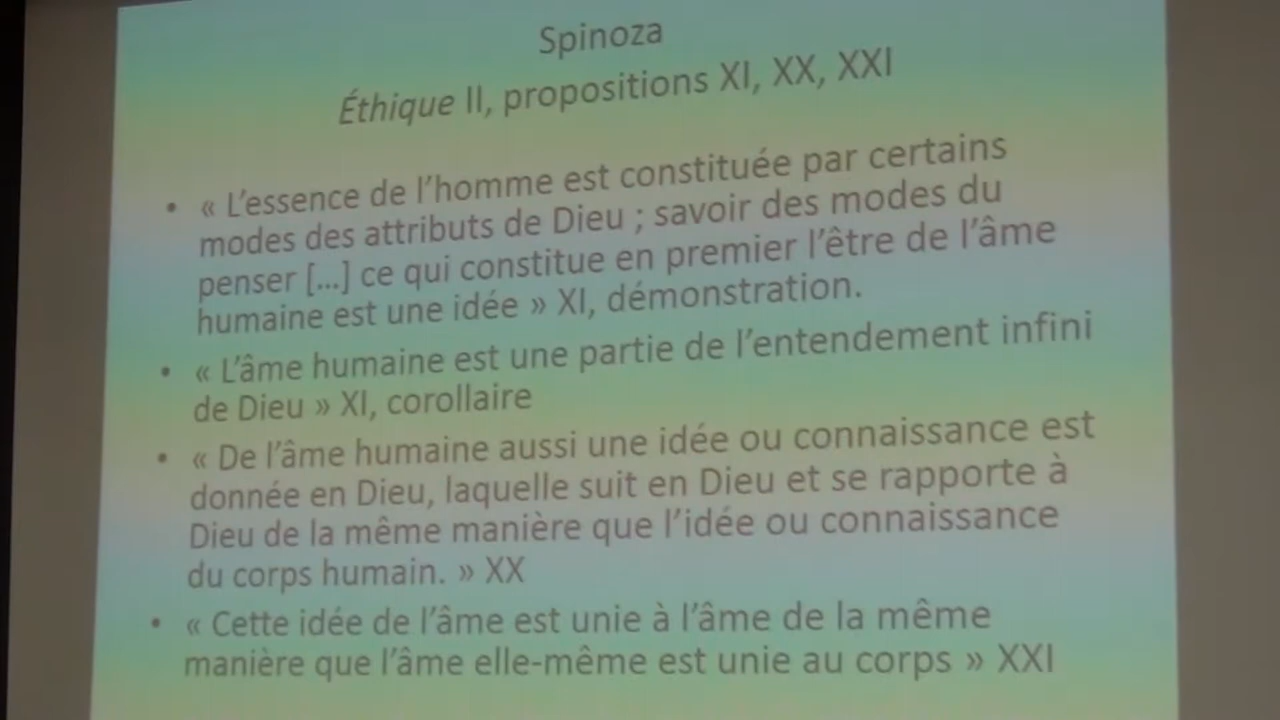 Spinoza
Éthique II, propositions XI, XX, XXI
• « L’essence de l’homme est constituée par certains
modes des attributs de Dieu ; savoir des modes du
penser [...] ce qui constitue en premier l’être de l’âme
humaine est une idée » XI, démonstration.
• « L’âme humaine est une partie de l’entendement infini
de Dieu » XI, corollaire
• « De l’âme humaine aussi une idée ou connaissance est
donnée en Dieu, laquelle suit en Dieu et se rapporte à
Dieu de la même manière que l’idée ou connaissance
du corps humain. » XX
• « Cette idée de l’âme est unie à l’âme de la même
manière que l’âme elle-même est unie au corps » XXI